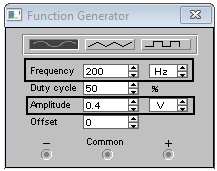 Function Generator
Frequency 200 Hz
Duty cycle 50 %
Amplitude 0.4 V
Offset 0
− Common +